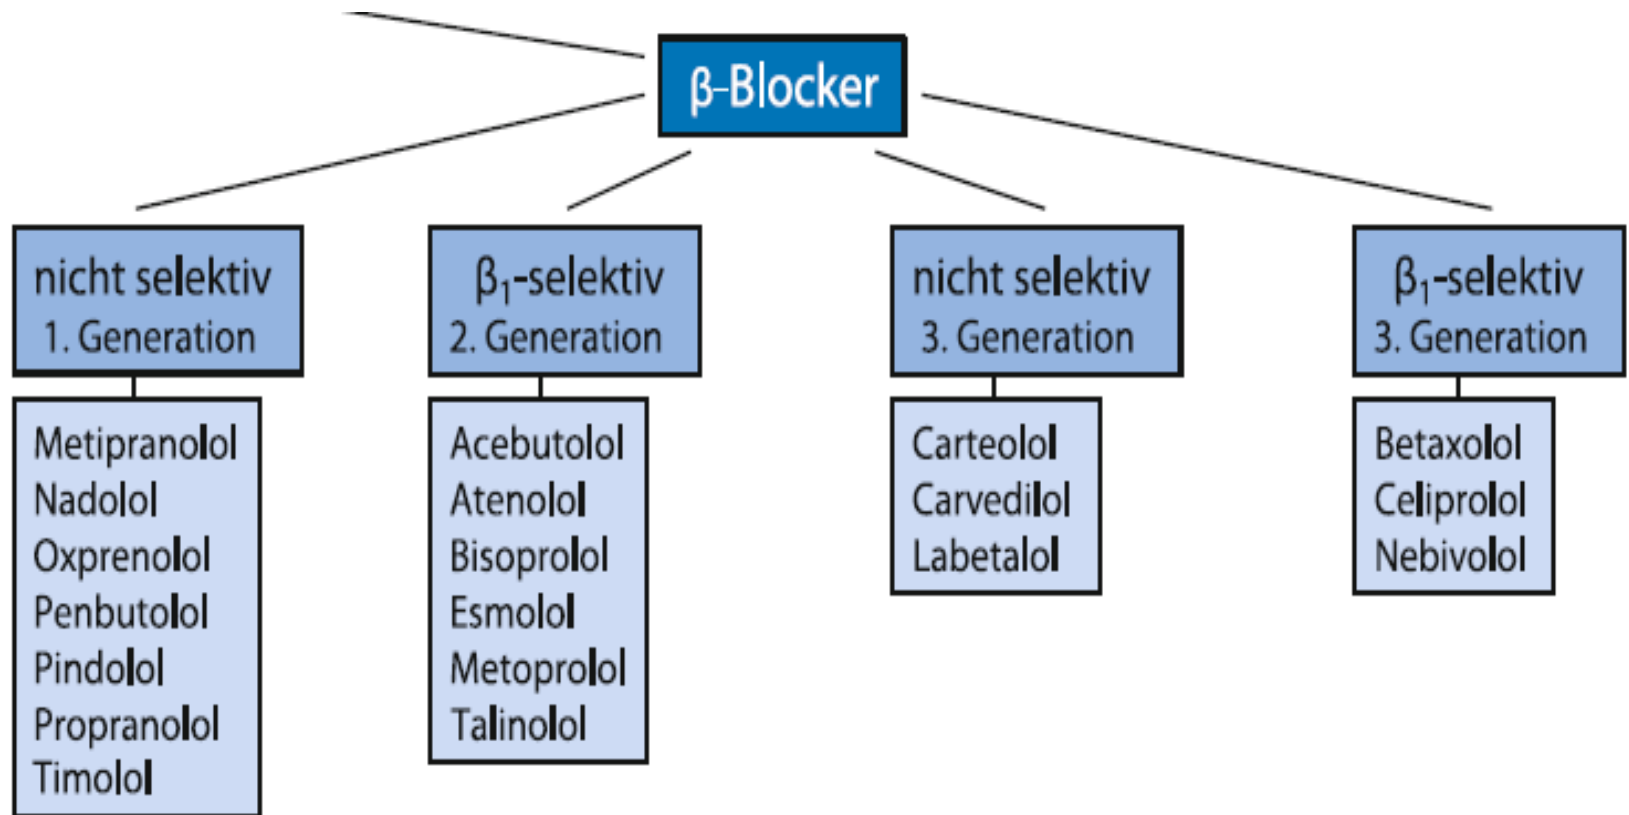 β-Blocker
nicht selektiv
1. Generation
Metipranolol
Nadolol
Oxprenolol
Penbutolol
Pindolol
Propranolol
Timolol
β₁-selektiv
2. Generation
Acebutolol
Atenolol
Bisoprolol
Esmolol
Metoprolol
Talinolol
nicht selektiv
3. Generation
Carteolol
Carvedilol
Labetalol
β₁-selektiv
3. Generation
Betaxolol
Celiprolol
Nebivolol